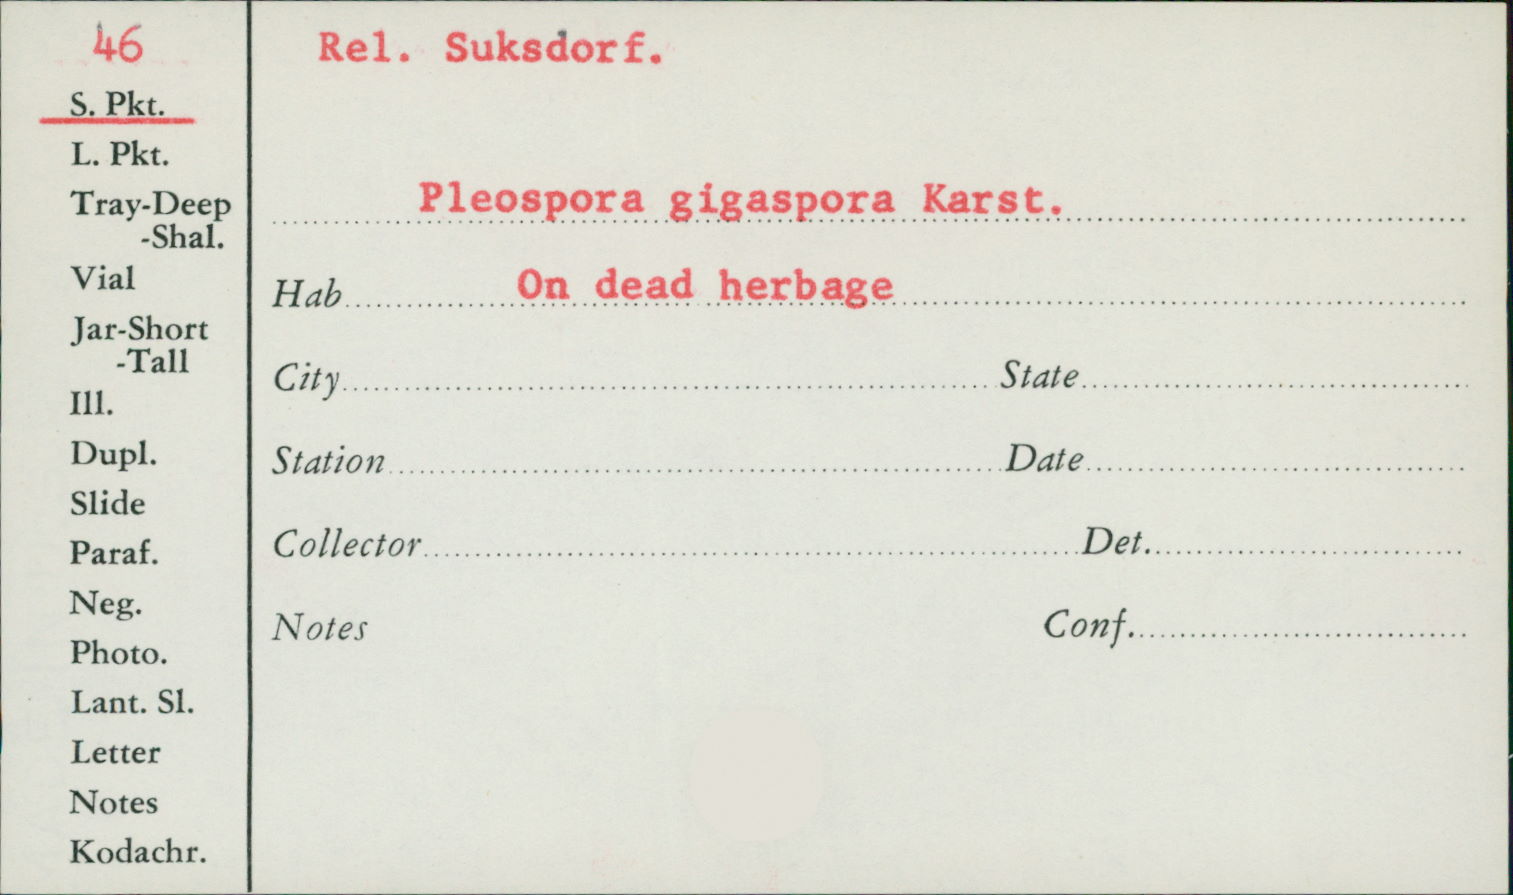 46
S. Pkt.
L. Pkt.
Tray-Deep
-Shal.
Vial
Jar-Short
-Tall
Ill.
Dupl.
Slide
Paraf.
Neg.
Photo.
Lant. Sl.
Letter
Notes
Kodachr.
Rel. Suksdorf.
Pleospora gigaspora Karst.
Hab On dead herbage
City State
Station Date
Collector Det.
Notes Conf.